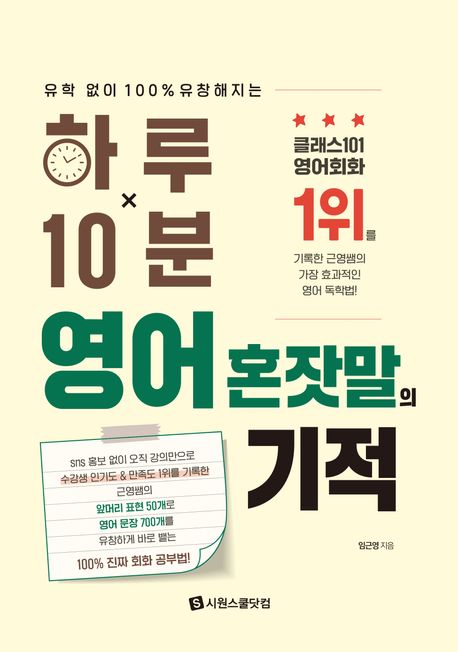 유학 없이 100% 유창해지는
하루
×
10분
영어 혼잣말의
기적
클래스101
영어회화
1위를
기록한 근영쌤의
가장 효과적인
영어 독학법!
sns 홍보 없이 오직 강의만으로
수강생 인기도 & 만족도 1위를 기록한
근영쌤의
앞머리 표현 50개로
영어 문장 700개를
유창하게 바로 뱉는
100% 진짜 회화 공부법!
임근영 지음
S 시원스쿨닷컴